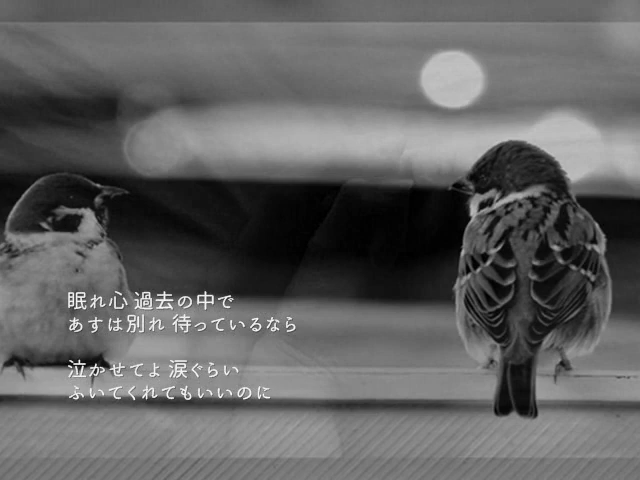 眠れ心 過去の中で
あすは別れ 待っているなら
泣かせてよ 涙ぐらい
ふいてくれてもいいのに